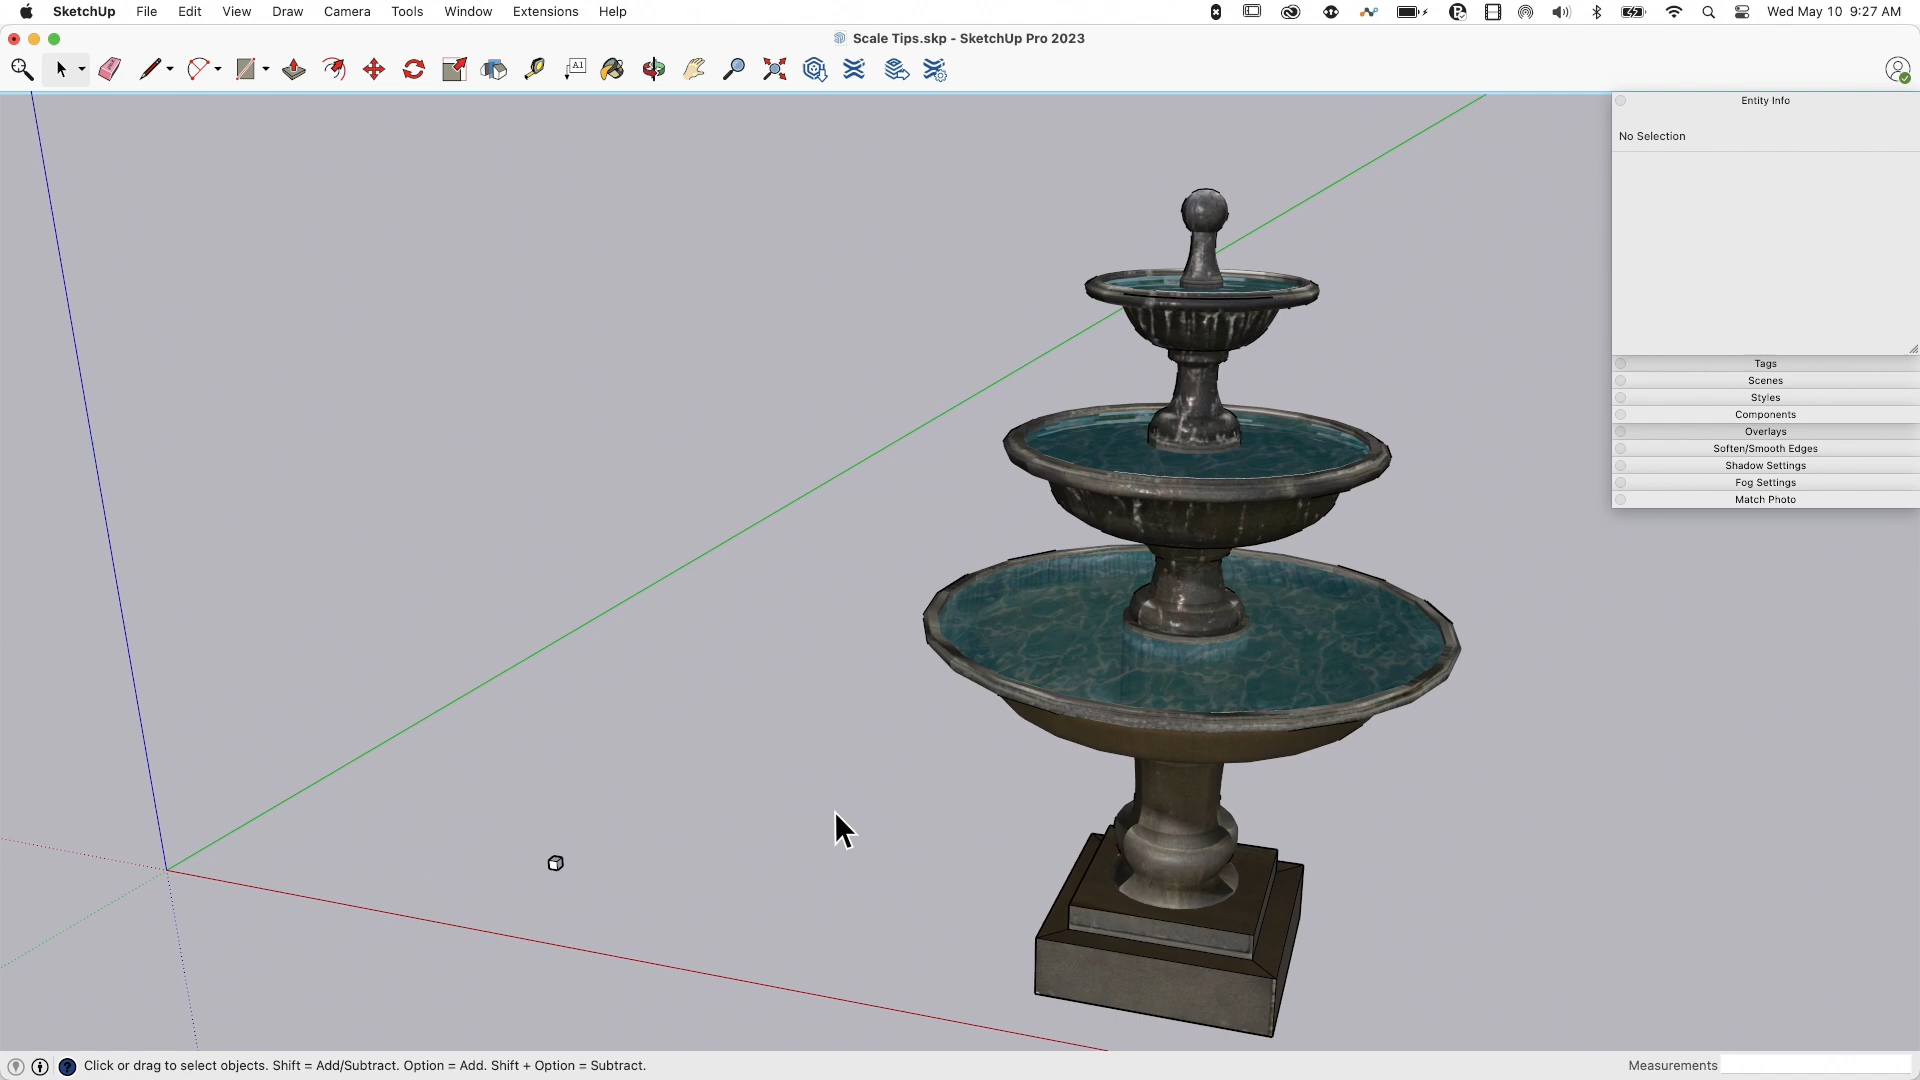 SketchUp File Edit View Draw Camera Tools Window Extensions Help Wed May 10 9:27 AM
Scale Tips.skp - SketchUp Pro 2023
A1
Entity Info
No Selection
Tags
Scenes
Styles
Components
Overlays
Soften/Smooth Edges
Shadow Settings
Fog Settings
Match Photo
Click or drag to select objects. Shift = Add/Subtract. Option = Add. Shift + Option = Subtract. Measurements